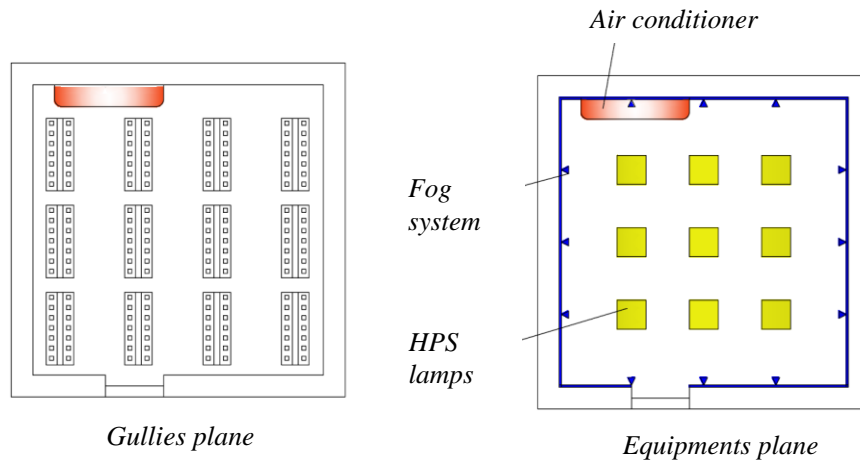 Air conditioner
Fog
system
HPS
lamps
Gullies plane
Equipments plane